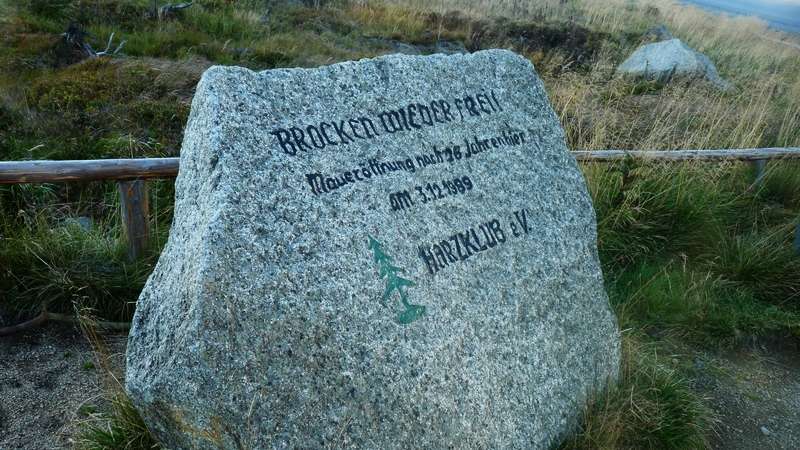 BROCKEN WIEDER FREI!
Maueröffnung nach 28 Jahren hier
am 3.12.1989
HARZKLUB e.V.